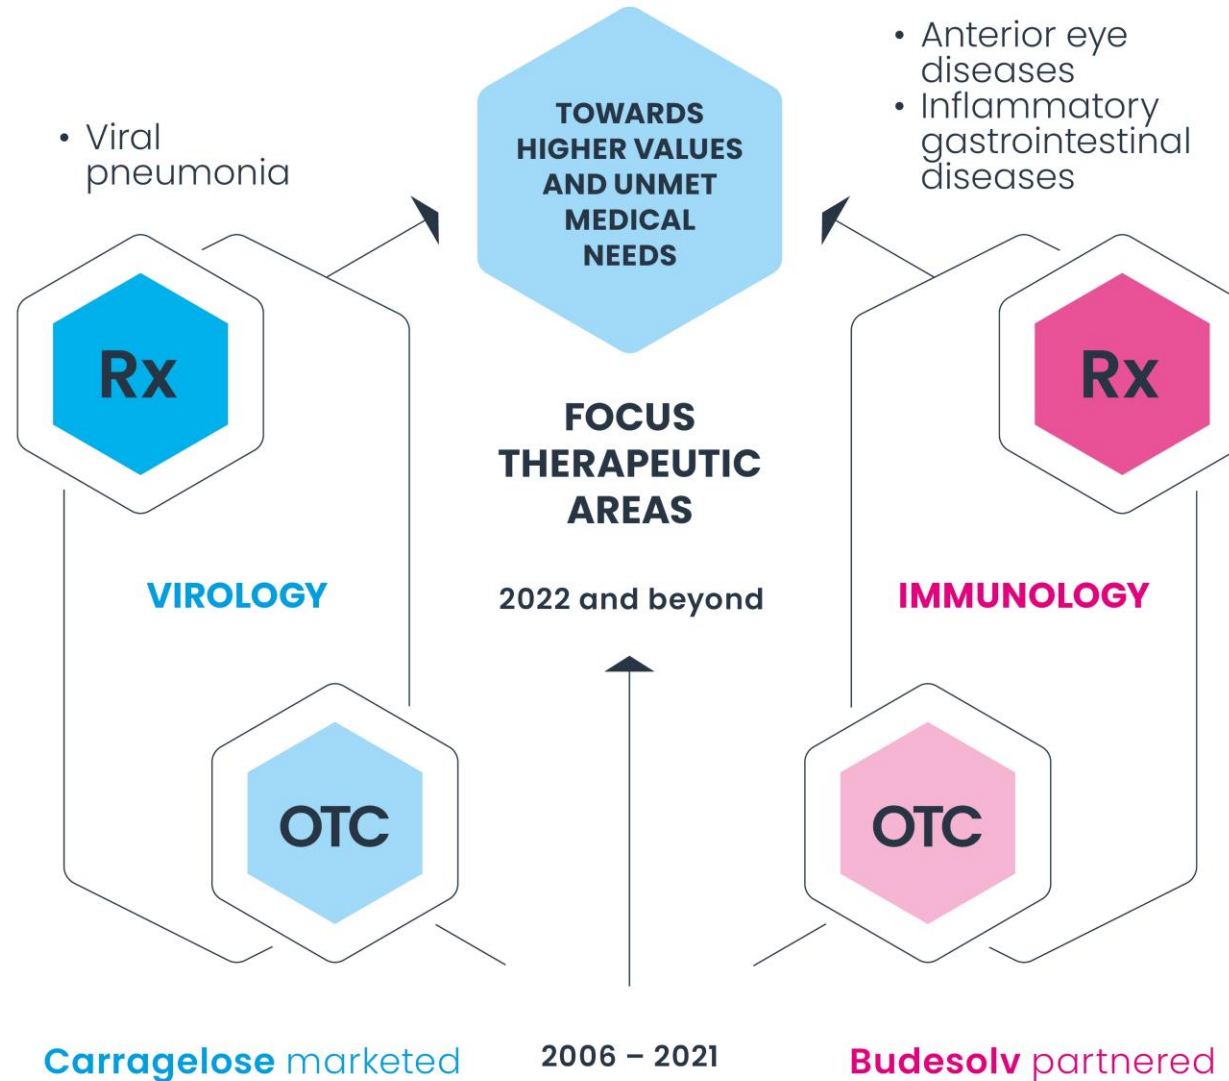 • Viral
pneumonia
TOWARDS
HIGHER VALUES
AND UNMET
MEDICAL
NEEDS
• Anterior eye
diseases
• Inflammatory
gastrointestinal
diseases
Rx
Rx
FOCUS
THERAPEUTIC
AREAS
VIROLOGY
2022 and beyond
IMMUNOLOGY
OTC
OTC
Carragelose marketed
2006 – 2021
Budesolv partnered